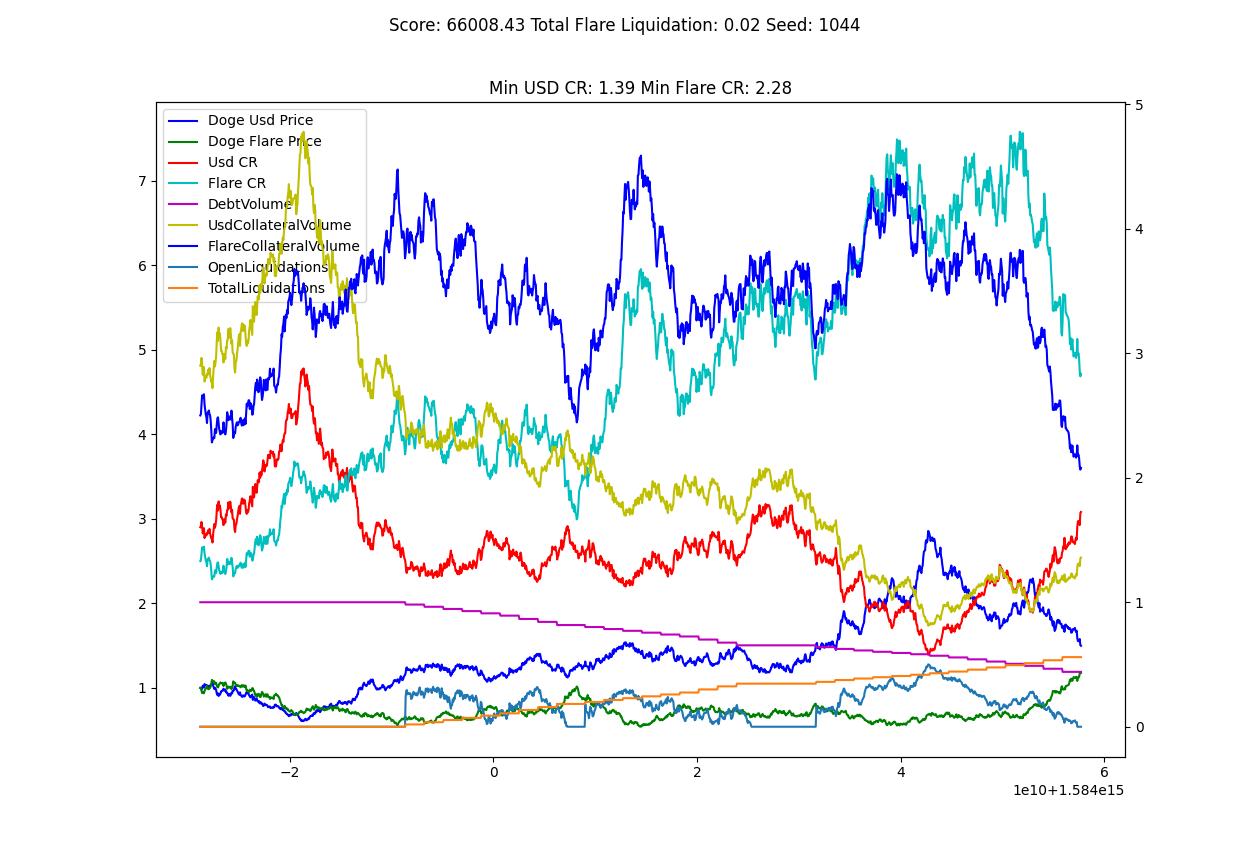 Score: 66008.43 Total Flare Liquidation: 0.02 Seed: 1044
Min USD CR: 1.39 Min Flare CR: 2.28
Doge Usd Price
Doge Flare Price
Usd CR
Flare CR
DebtVolume
UsdCollateralVolume
FlareCollateralVolume
OpenLiquidations
TotalLiquidations
7
6
5
4
3
2
1
5
4
3
2
1
0
−2
0
2
4
6
1e10+1.584e15